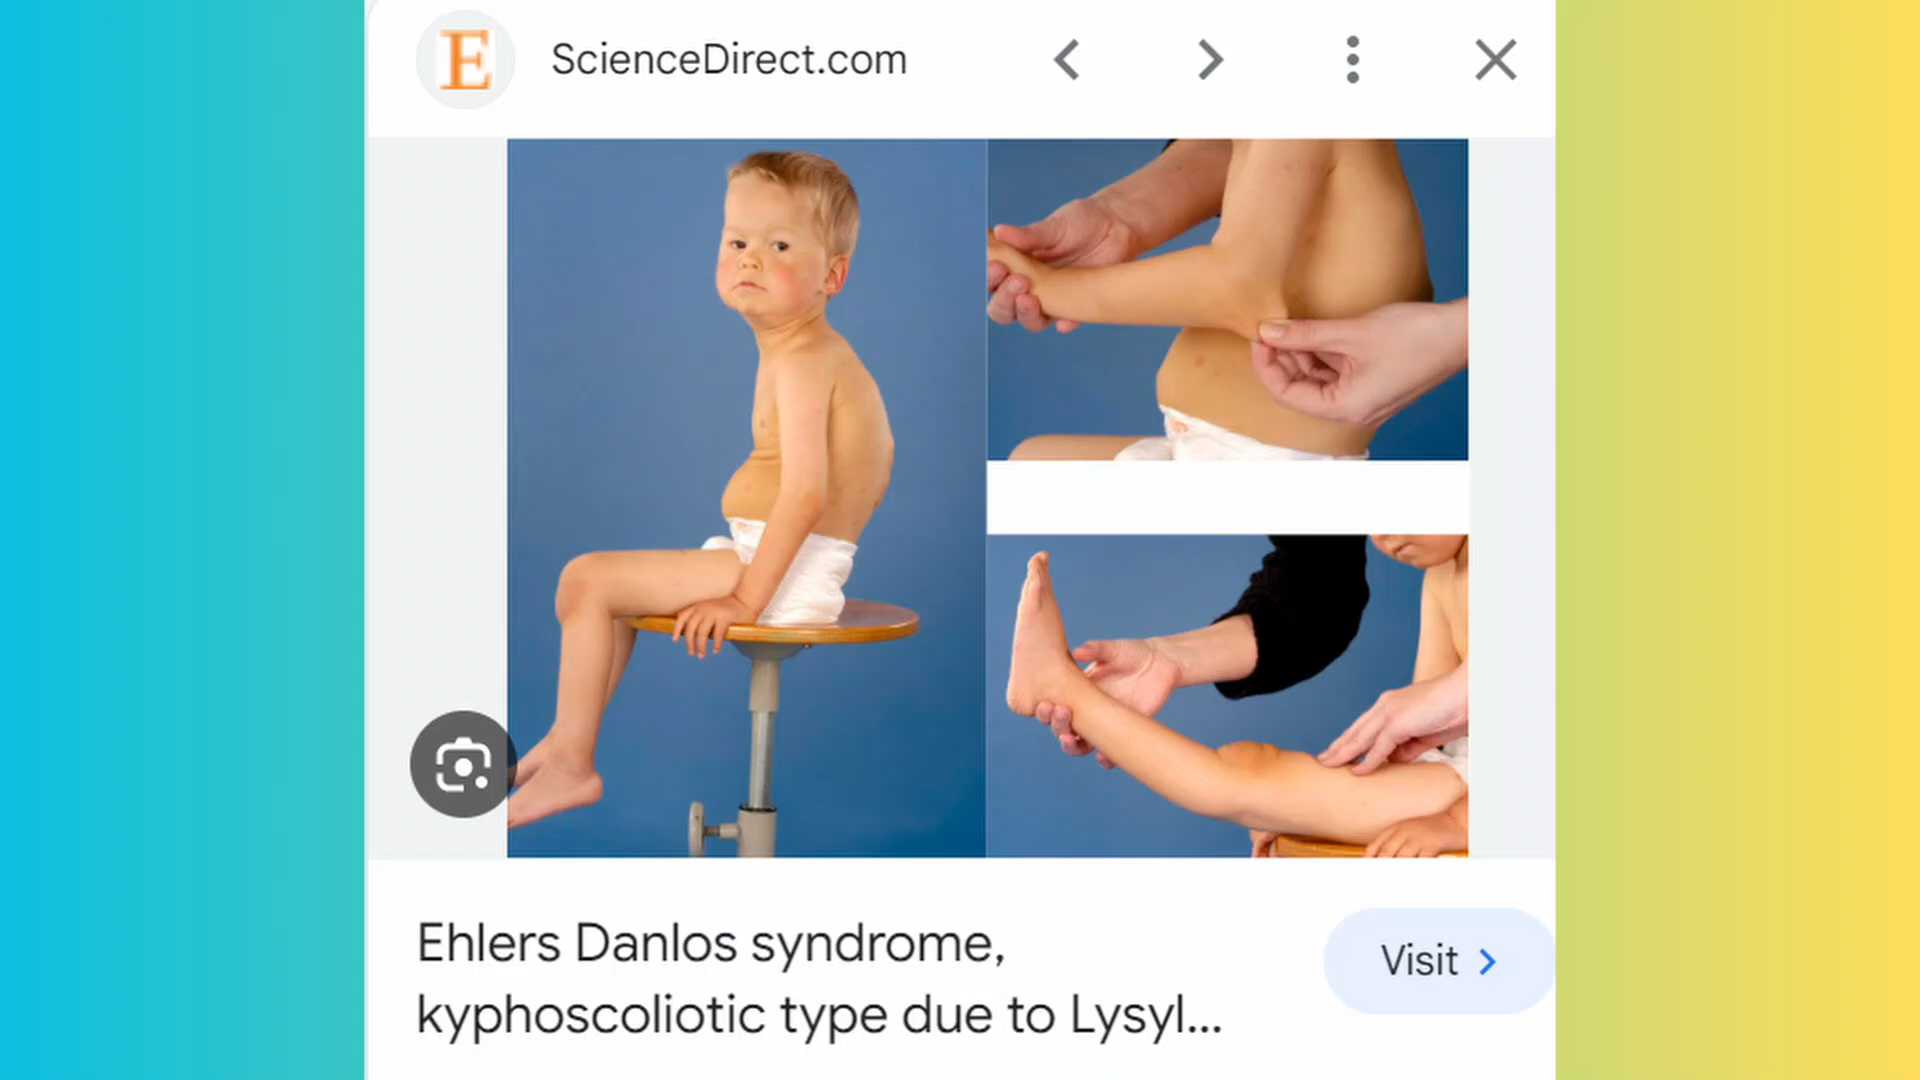 E ScienceDirect.com
Ehlers Danlos syndrome,
kyphoscoliotic type due to Lysyl...
Visit